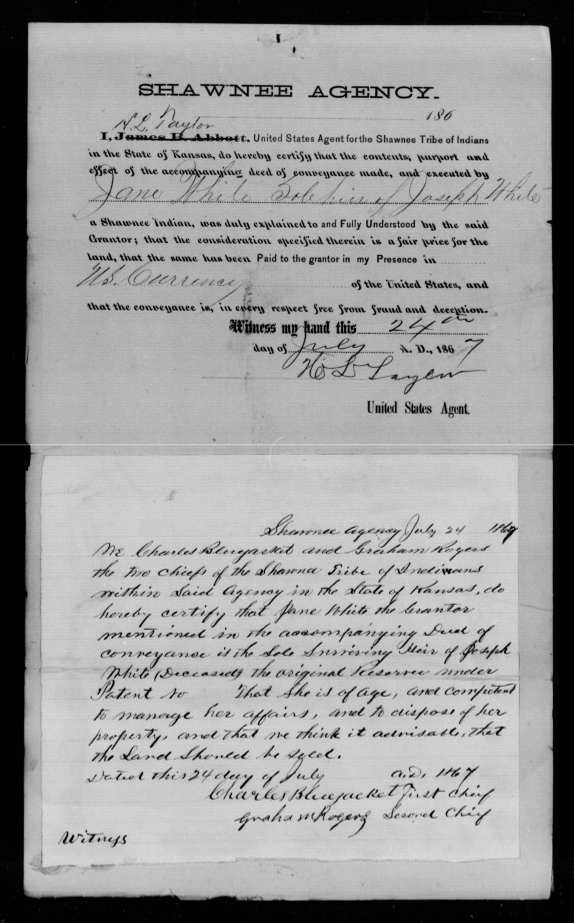 SHAWNEE AGENCY.
186
H. L. Taylor
I, James B. Abbott. United States Agent for the Shawnee Tribe of Indians
in the State of Kansas, do hereby certify that the contents, purport and
effect of the accompanying deed of conveyance made, and executed by
Jane White Sole heir of Joseph White
a Shawnee Indian, was duly explained to and Fully Understood by the said
Grantor; that the consideration specified therein is a fair price for the
land, that the same has been Paid to the grantor in my Presence in
U.S. Currency of the United States, and
that the conveyance is, in every respect free from fraud and deception.
Witness my hand this 24th
day of July A. D., 1867
H L Taylor
United States Agent.
Shawnee Agency July 24 1867
We Charles Bluejacket and Graham Rogers
the two chiefs of the Shawnee Tribe of Indians
within Said Agency in the State of Kansas, do
hereby certify that Jane White the Grantor
mentioned in the accompanying Deed of
conveyance is the Sole Surviving Heir of Joseph
White (Deceased) the original Reservee under
Patent No That She is of age, and competent
to manage her affairs, and to dispose of her
property, and that we think it advisable, that
the Land Should be sold.
Dated this 24 day of July A.D. 1867
Charles Bluejacket First Chief
Graham Rogers Second Chief
Witness